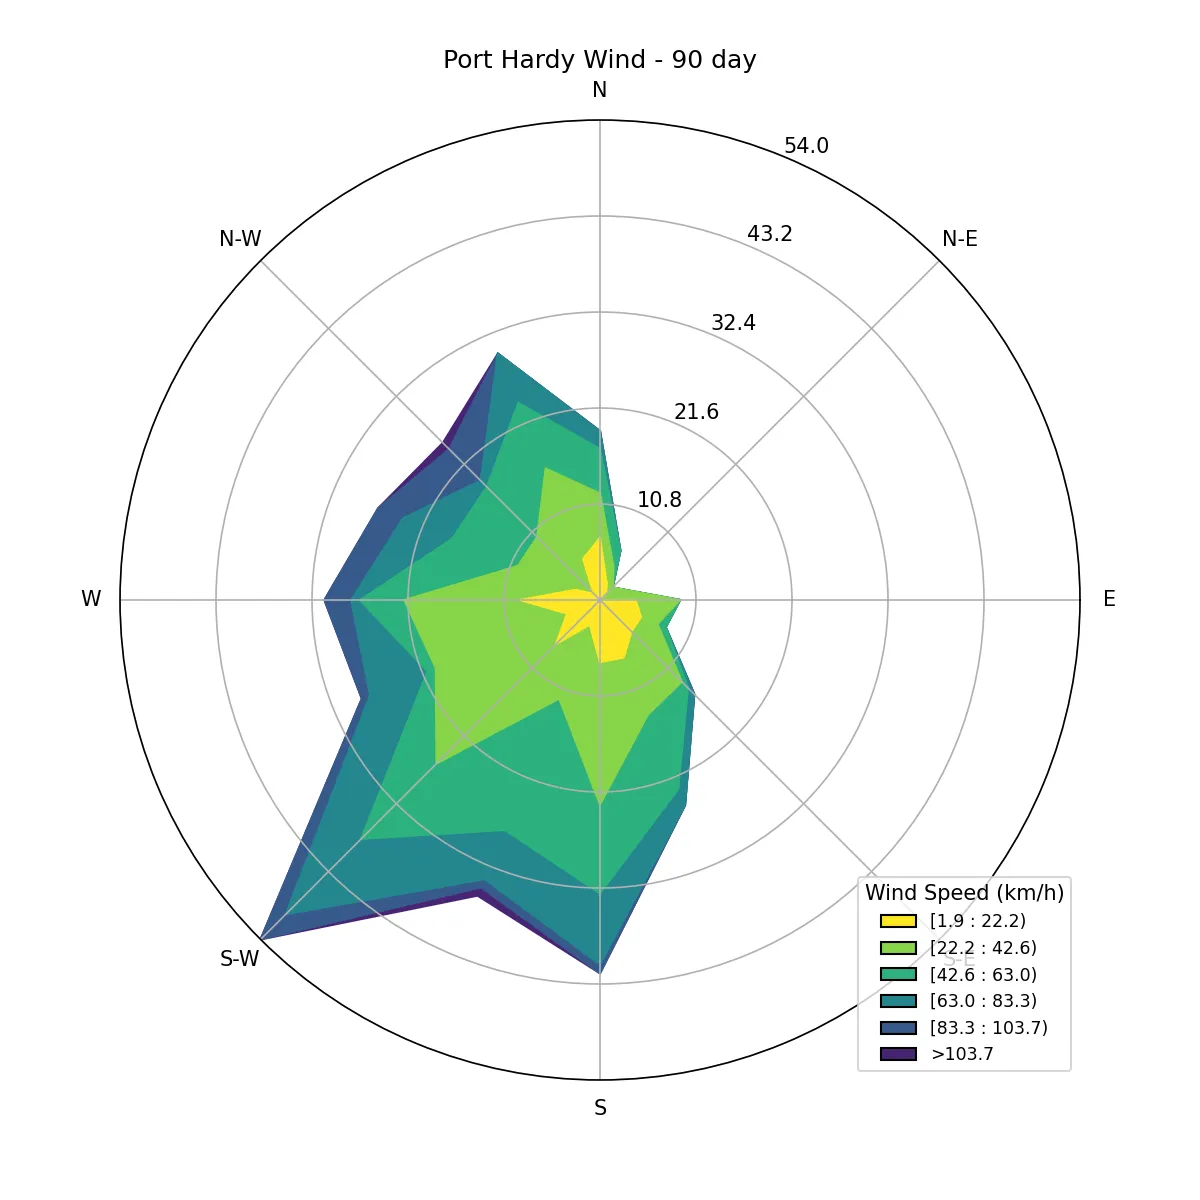 Port Hardy Wind - 90 day
N
54.0
43.2
N-W
N-E
32.4
21.6
10.8
W
E
Wind Speed (km/h)
[1.9 : 22.2)
[22.2 : 42.6)
S-W
S-E
[42.6 : 63.0)
[63.0 : 83.3)
[83.3 : 103.7)
>103.7
S